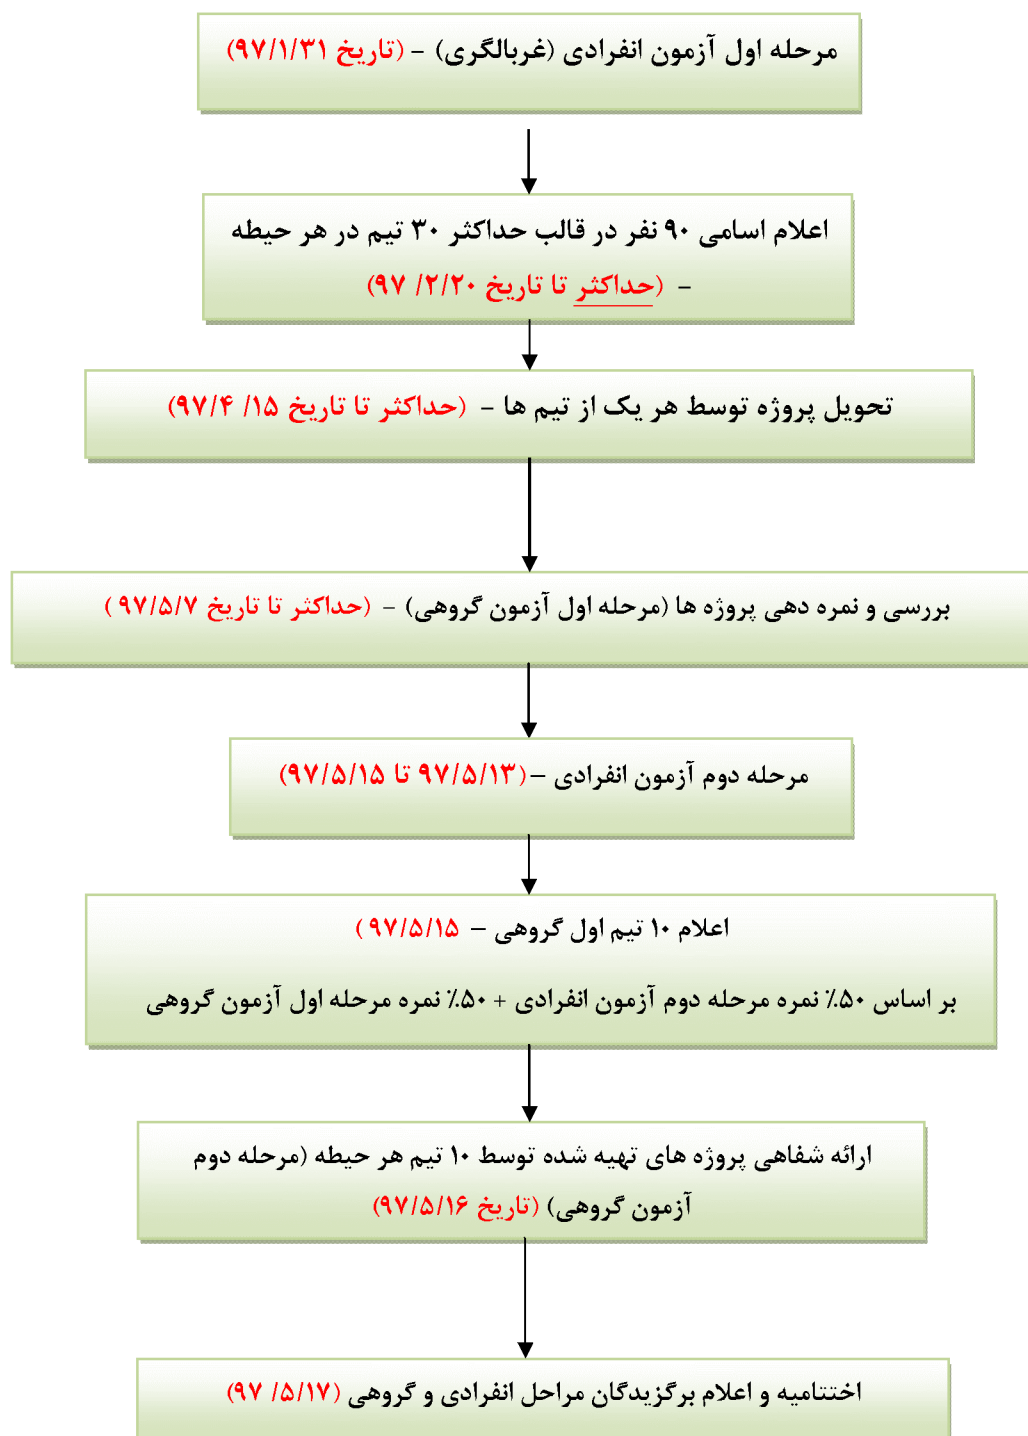 مرحله اول آزمون انفرادی (غربالگری) – (تاریخ ۹۷/۱/۳۱)
اعلام اسامی ۹۰ نفر در قالب حداکثر ۳۰ تیم در هر حیطه
– (حداکثر تا تاریخ ۹۷ /۲/۲۰)
تحویل پروژه توسط هر یک از تیم ها – (حداکثر تا تاریخ ۱۵ /۹۷/۴)
بررسی و نمره دهی پروژه ها (مرحله اول آزمون گروهی) – (حداکثر تا تاریخ ۹۷/۵/۷ )
مرحله دوم آزمون انفرادی –(۹۷/۵/۱۳ تا ۹۷/۵/۱۵)
اعلام ۱۰ تیم اول گروهی – ۹۷/۵/۱۵ )
بر اساس ۵۰٪ نمره مرحله دوم آزمون انفرادی + ۵۰٪ نمره مرحله اول آزمون گروهی
ارائه شفاهی پروژه های تهیه شده توسط ۱۰ تیم هر حیطه (مرحله دوم
آزمون گروهی) (تاریخ ۹۷/۵/۱۶)
اختتامیه و اعلام برگزیدگان مراحل انفرادی و گروهی (۹۷ /۵/۱۷)